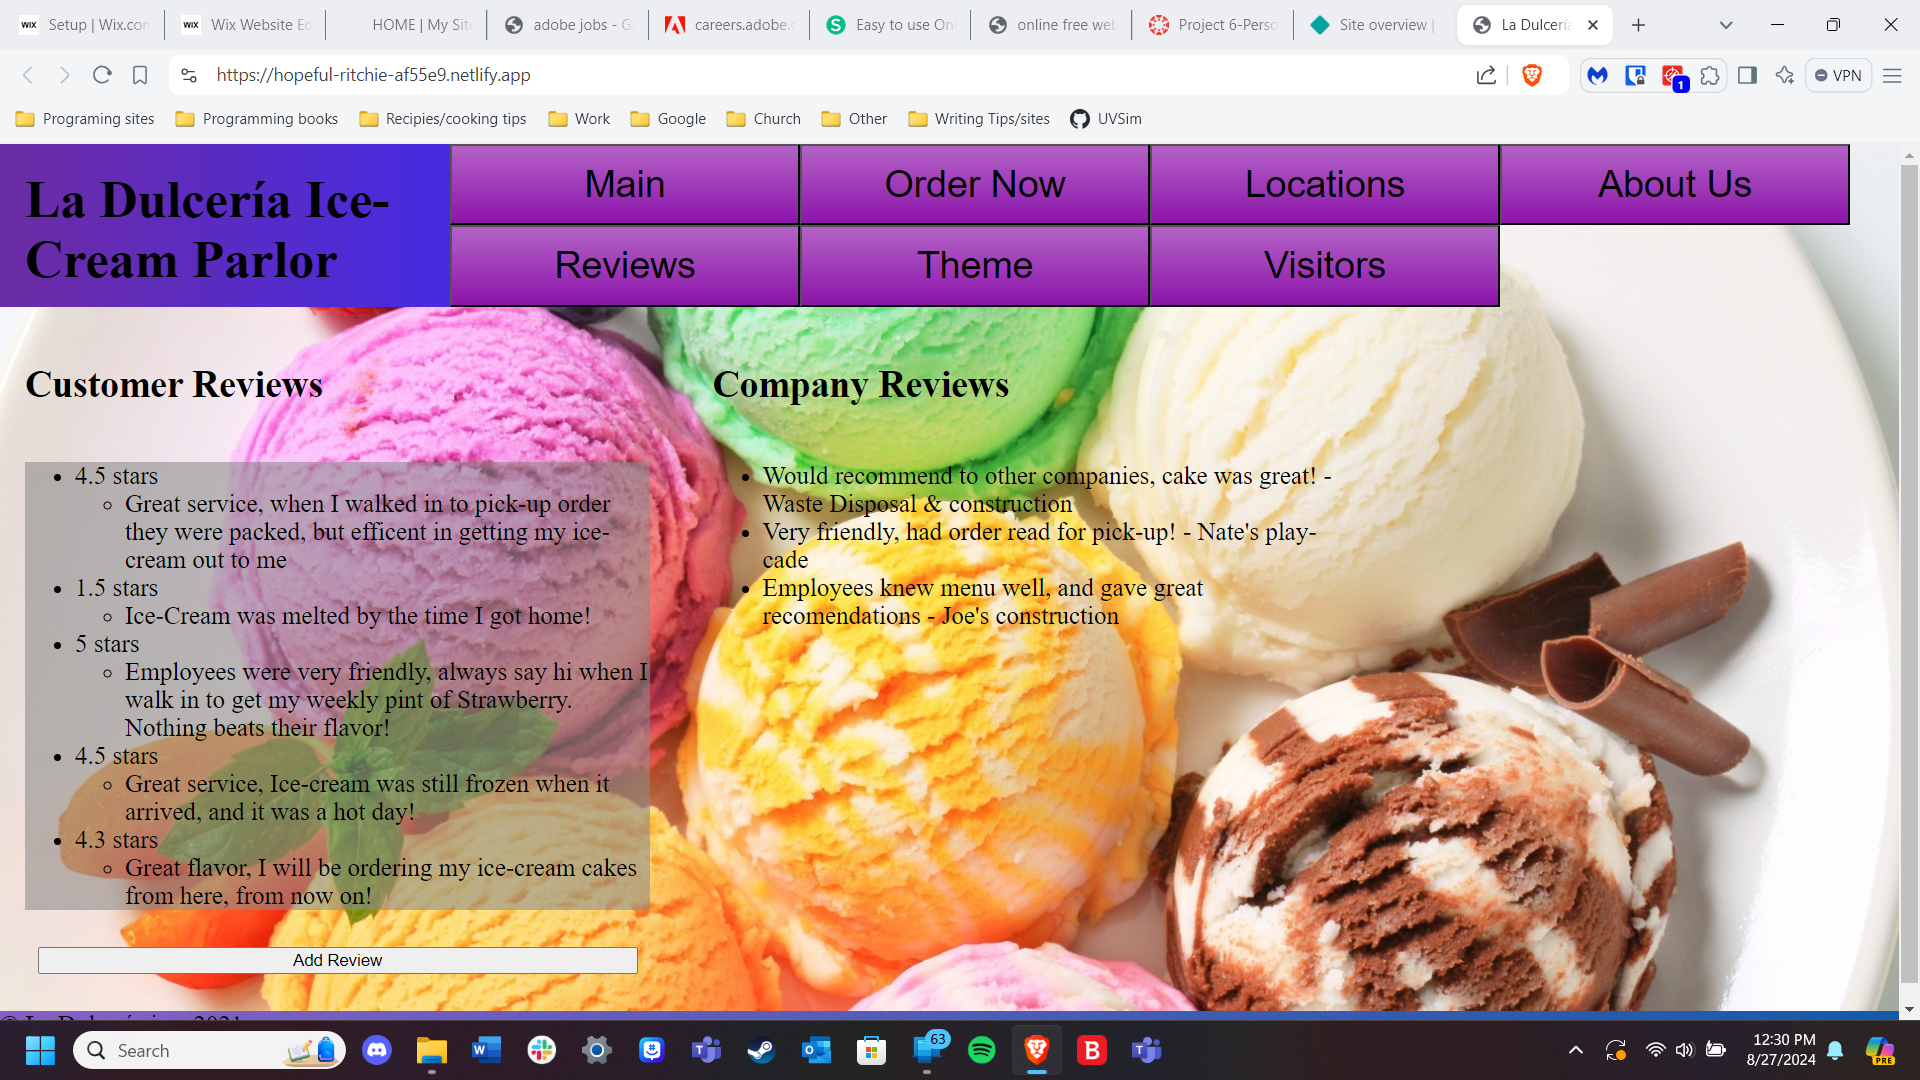 Setup | Wix.com
Wix Website Ed
HOME | My Site
adobe jobs - G
careers.adobe.c
Easy to use Onl
online free web
Project 6-Perso
Site overview |
La Dulcería
https://hopeful-ritchie-af55e9.netlify.app
1
VPN
Programing sites
Programming books
Recipies/cooking tips
Work
Google
Church
Other
Writing Tips/sites
UVSim
La Dulcería Ice-
Cream Parlor
Main
Order Now
Locations
About Us
Reviews
Theme
Visitors
Customer Reviews
4.5 stars
Great service, when I walked in to pick-up order
they were packed, but efficent in getting my ice-
cream out to me
1.5 stars
Ice-Cream was melted by the time I got home!
5 stars
Employees were very friendly, always say hi when I
walk in to get my weekly pint of Strawberry.
Nothing beats their flavor!
4.5 stars
Great service, Ice-cream was still frozen when it
arrived, and it was a hot day!
4.3 stars
Great flavor, I will be ordering my ice-cream cakes
from here, from now on!
Add Review
Company Reviews
Would recommend to other companies, cake was great! -
Waste Disposal & construction
Very friendly, had order read for pick-up! - Nate's play-
cade
Employees knew menu well, and gave great
recomendations - Joe's construction
Search
63
12:30 PM
8/27/2024
PRE